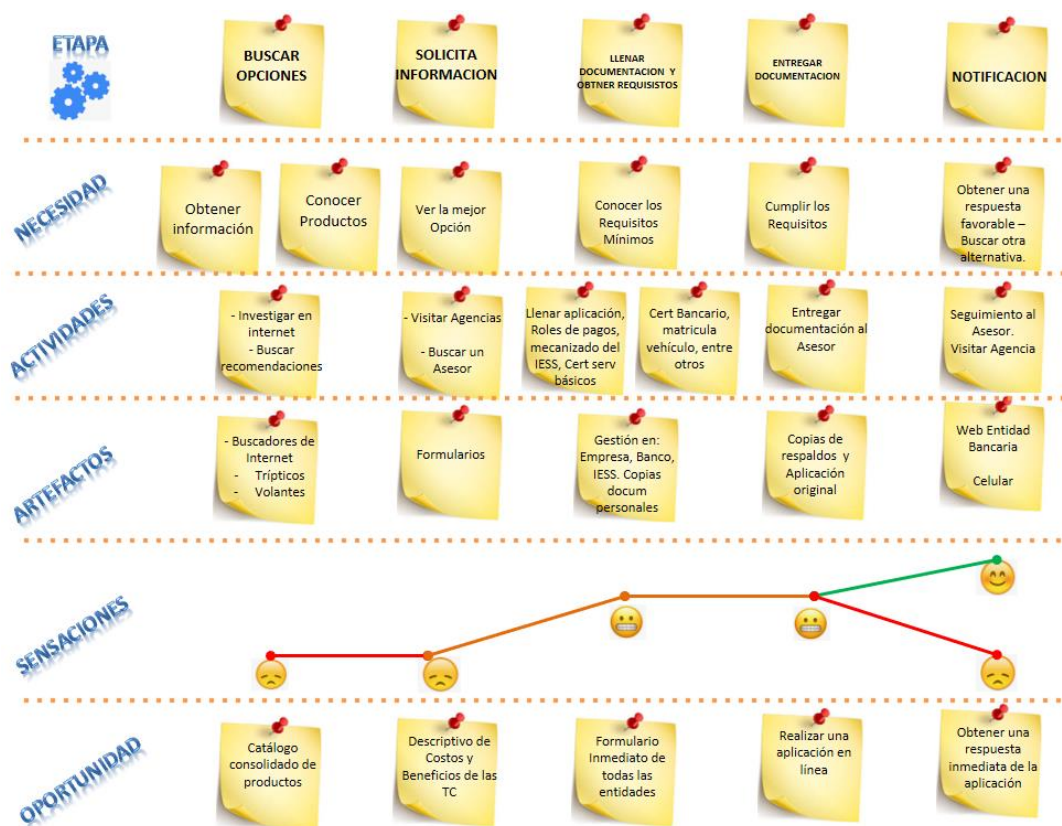 ETAPA
BUSCAR
OPCIONES
SOLICITA
INFORMACION
LLENAR
DOCUMENTACION Y
OBTNER REQUISISTOS
ENTREGAR
DOCUMENTACION
NOTIFICACION
NECESIDAD
Obtener
información
Conocer
Productos
Ver la mejor
Opción
Conocer los
Requisitos
Mínimos
Cumplir los
Requisitos
Obtener una
respuesta
favorable –
Buscar otra
alternativa.
ACTIVIDADES
- Investigar en
internet
- Buscar
recomendaciones
- Visitar Agencias
- Buscar un
Asesor
Llenar aplicación,
Roles de pagos,
mecanizado del
IESS, Cert serv
básicos
Cert Bancario,
matricula
vehículo, entre
otros
Entregar
documentación al
Asesor
Seguimiento al
Asesor.
Visitar Agencia
ARTEFACTOS
- Buscadores de
Internet
- Trípticos
- Volantes
Formularios
Gestión en:
Empresa, Banco,
IESS. Copias
docum
personales
Copias de
respaldos y
Aplicación
original
Web Entidad
Bancaria
Celular
SENSACIONES
OPORTUNIDAD
Catálogo
consolidado de
productos
Descriptivo de
Costos y
Beneficios de las
TC
Formulario
Inmediato de
todas las
entidades
Realizar una
aplicación en
línea
Obtener una
respuesta
inmediata de la
aplicación